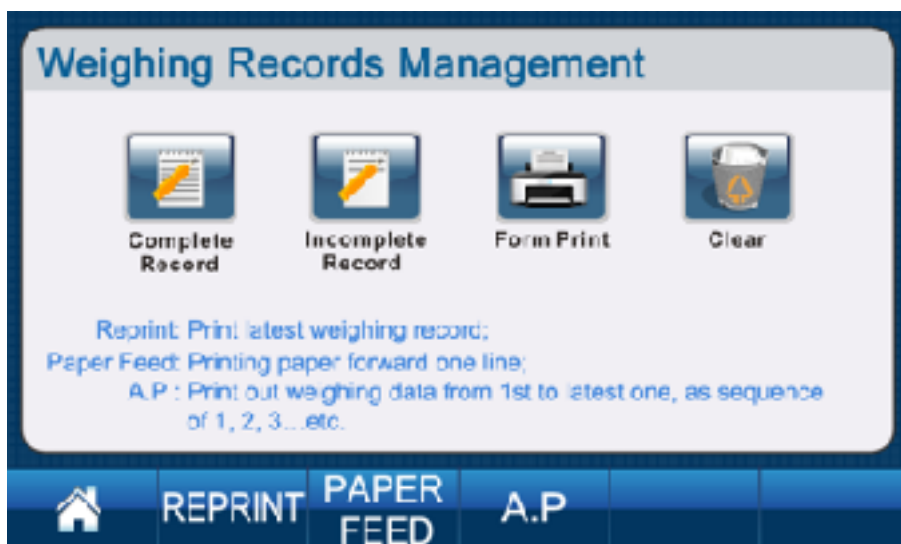 Weighing Records Management
Complete
Record
Incomplete
Record
Form Print
Clear
Reprint: Print latest weighing record;
Paper Feed: Printing paper forward one line;
A.P : Print out weighing data from 1st to latest one, as sequence
of 1, 2, 3...etc.
REPRINT
PAPER
FEED
A.P